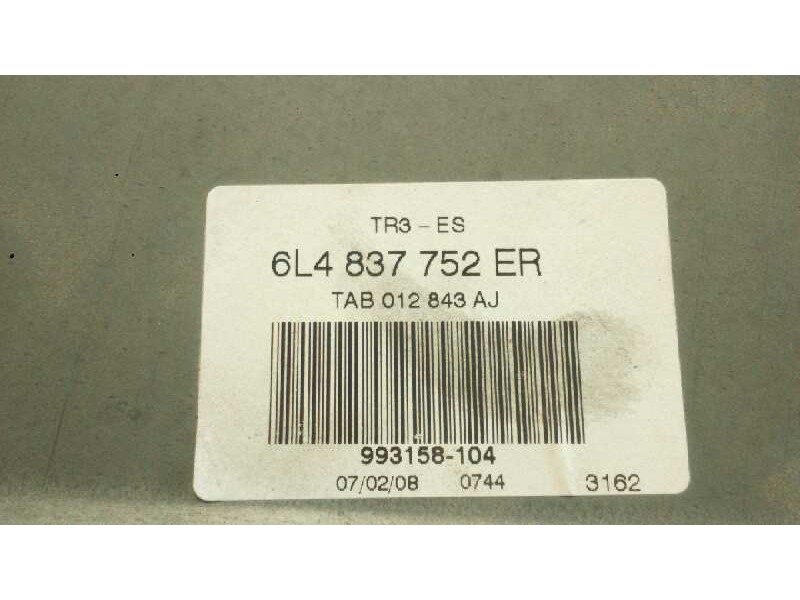 TR3 - ES
6L4 837 752 ER
TAB 012 843 AJ
993158-104
07/02/08 0744 3162